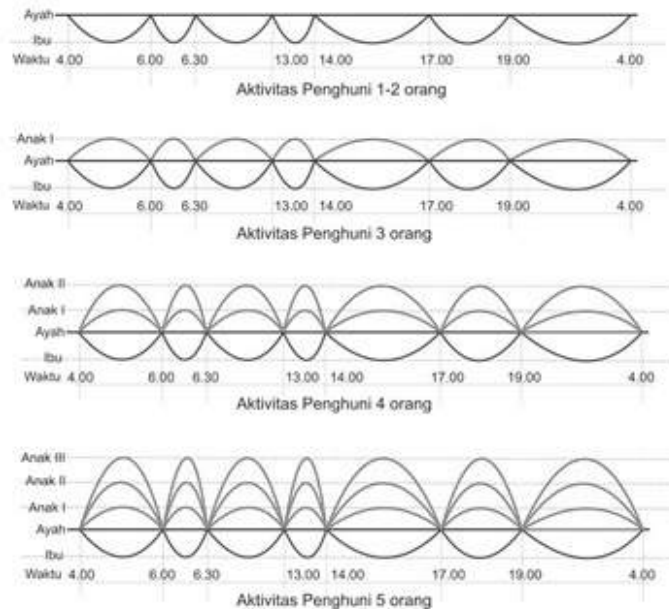 Ayah
Ibu
Waktu 4.00 6.00 6.30 13.00 14.00 17.00 19.00 4.00
Aktivitas Penghuni 1-2 orang
Anak I
Ayah
Ibu
Waktu 4.00 6.00 6.30 13.00 14.00 17.00 19.00 4.00
Aktivitas Penghuni 3 orang
Anak II
Anak I
Ayah
Ibu
Waktu 4.00 6.00 6.30 13.00 14.00 17.00 19.00 4.00
Aktivitas Penghuni 4 orang
Anak III
Anak II
Anak I
Ayah
Ibu
Waktu 4.00 6.00 6.30 13.00 14.00 17.00 19.00 4.00
Aktivitas Penghuni 5 orang